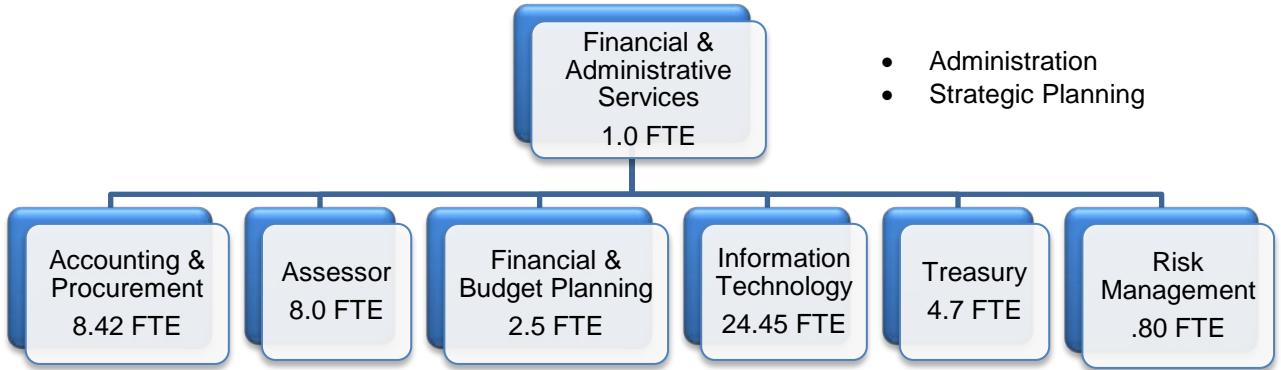 Financial &
Administrative
Services
1.0 FTE
• Administration
• Strategic Planning
Accounting &
Procurement
8.42 FTE
Assessor
8.0 FTE
Financial &
Budget Planning
2.5 FTE
Information
Technology
24.45 FTE
Treasury
4.7 FTE
Risk
Management
.80 FTE